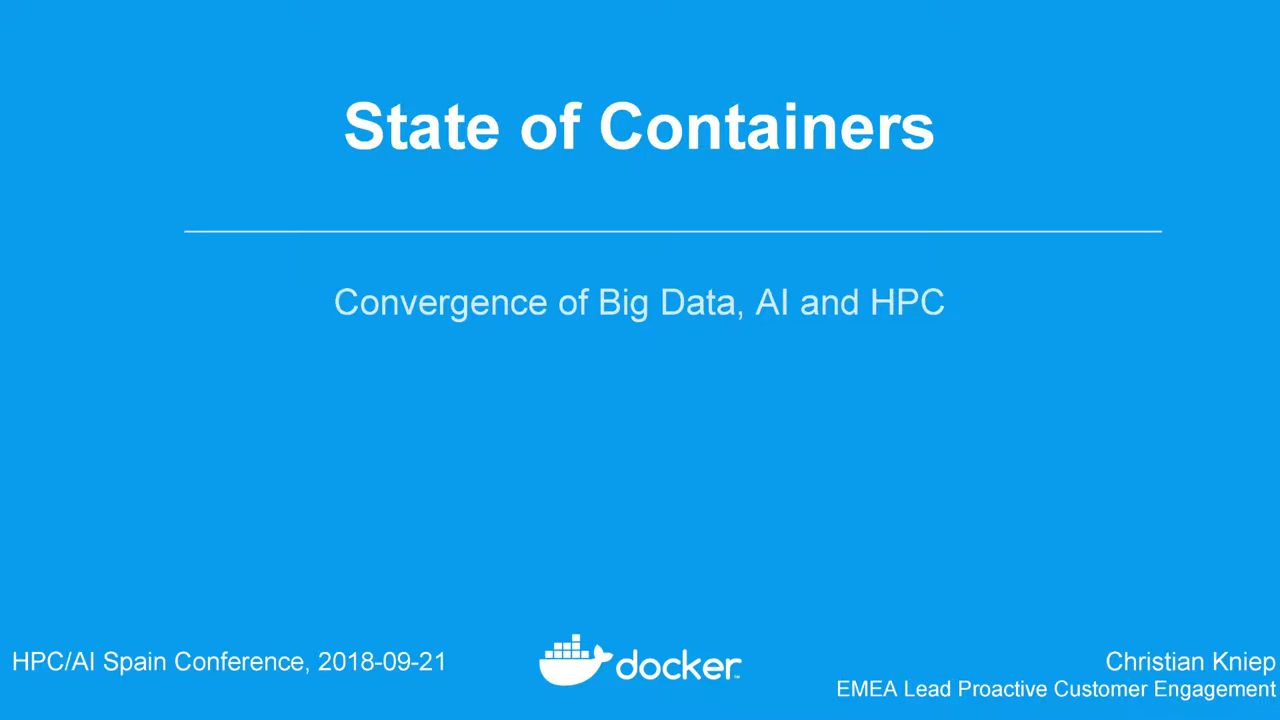 State of Containers
Convergence of Big Data, AI and HPC
HPC/AI Spain Conference, 2018-09-21
docker
Christian Kniep
EMEA Lead Proactive Customer Engagement